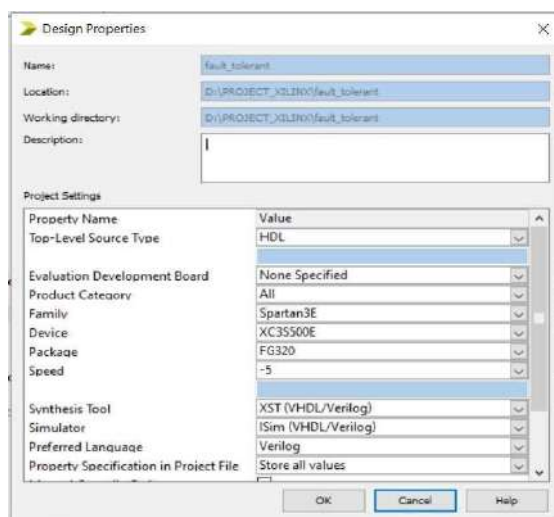 Design Properties
Name: fault_tolerant
Location: D:\PROJECT_XILINX\fault_tolerant
Working directory: D:\PROJECT_XILINX\fault_tolerant
Description:
Project Settings
Property Name Value
Top-Level Source Type HDL
Evaluation Development Board None Specified
Product Category All
Family Spartan3E
Device XC3S500E
Package FG320
Speed -5
Synthesis Tool XST (VHDL/Verilog)
Simulator ISim (VHDL/Verilog)
Preferred Language Verilog
Property Specification in Project File Store all values
OK Cancel Help